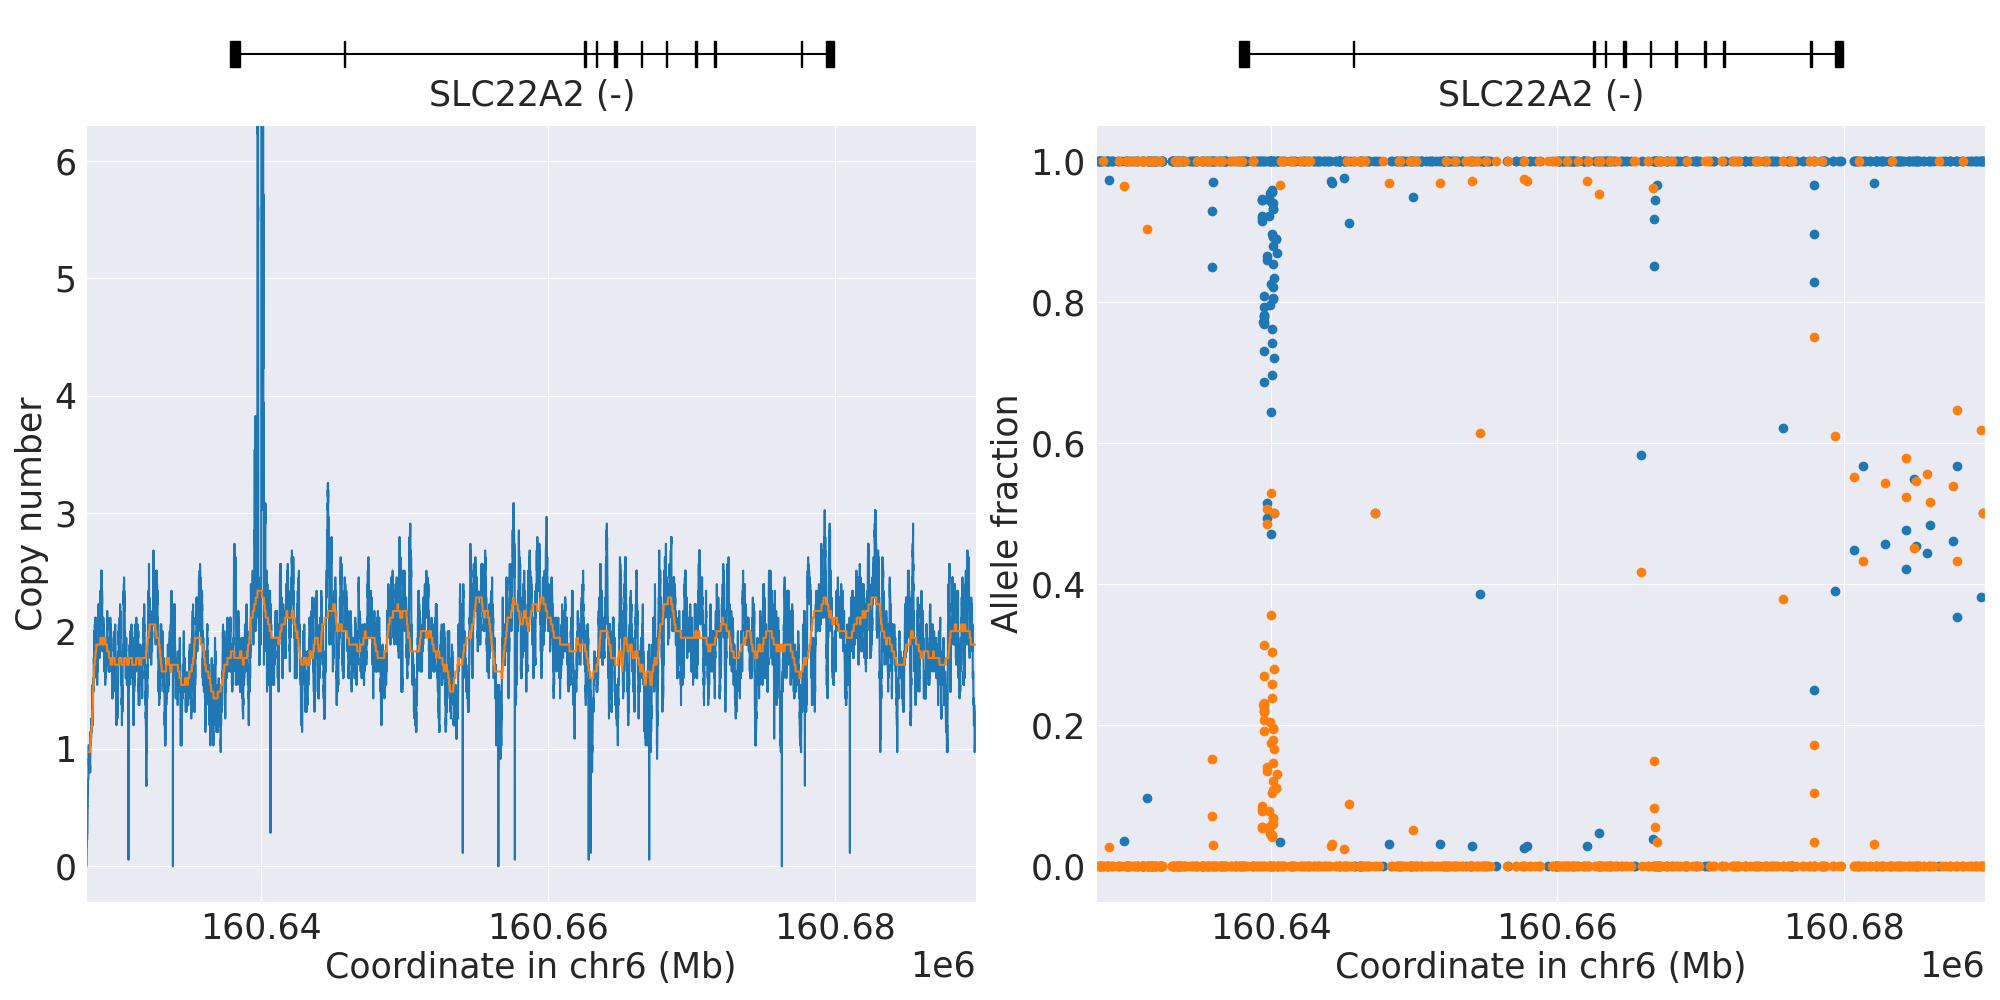 SLC22A2 (-)
6
5
4
3
2
1
0
Copy number
160.64
160.66
160.68
Coordinate in chr6 (Mb)
1e6
SLC22A2 (-)
1.0
0.8
0.6
0.4
0.2
0.0
Allele fraction
160.64
160.66
160.68
Coordinate in chr6 (Mb)
1e6